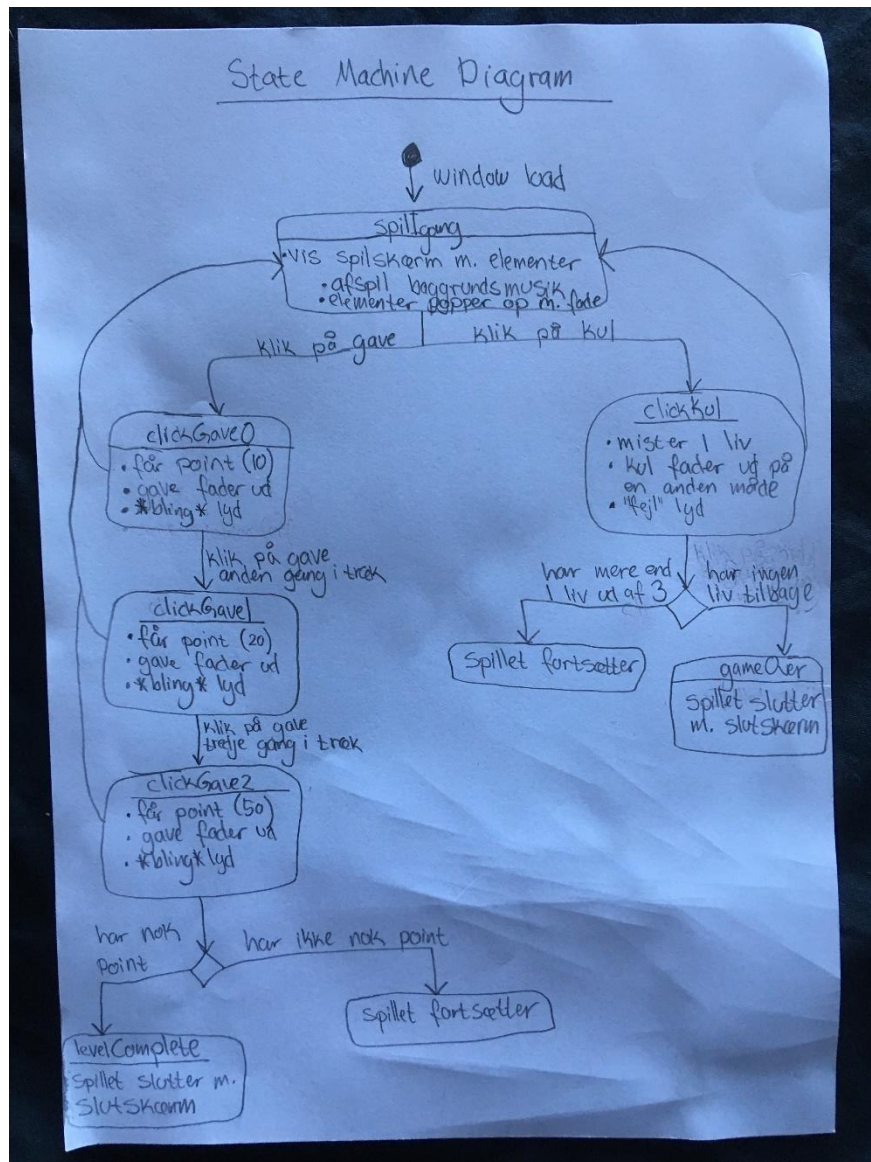 State Machine Diagram
window load
spilIgang
•vis spilskærm m. elementer
•afspill baggrundsmusik
•elementer popper op m. fade
klik på gave
klik på kul
clickGave0
• får point (10)
• gave fader ud
• *bling* lyd
klik på gave
anden gang i træk
clickGave1
• får point (20)
• gave fader ud
• *bling* lyd
klik på gave
tredje gang i træk
clickGave2
• får point (50)
• gave fader ud
• *bling* lyd
har nok
point
har ikke nok point
levelComplete
spillet slutter m.
slutskærm
spillet fortsætter
clickKul
• mister 1 liv
• kul fader ud på
en anden måde
• "fejl" lyd
har mere end
1 liv ud af 3
har ingen
liv tilbage
spillet fortsætter
gameOver
spillet slutter
m. slutskærm